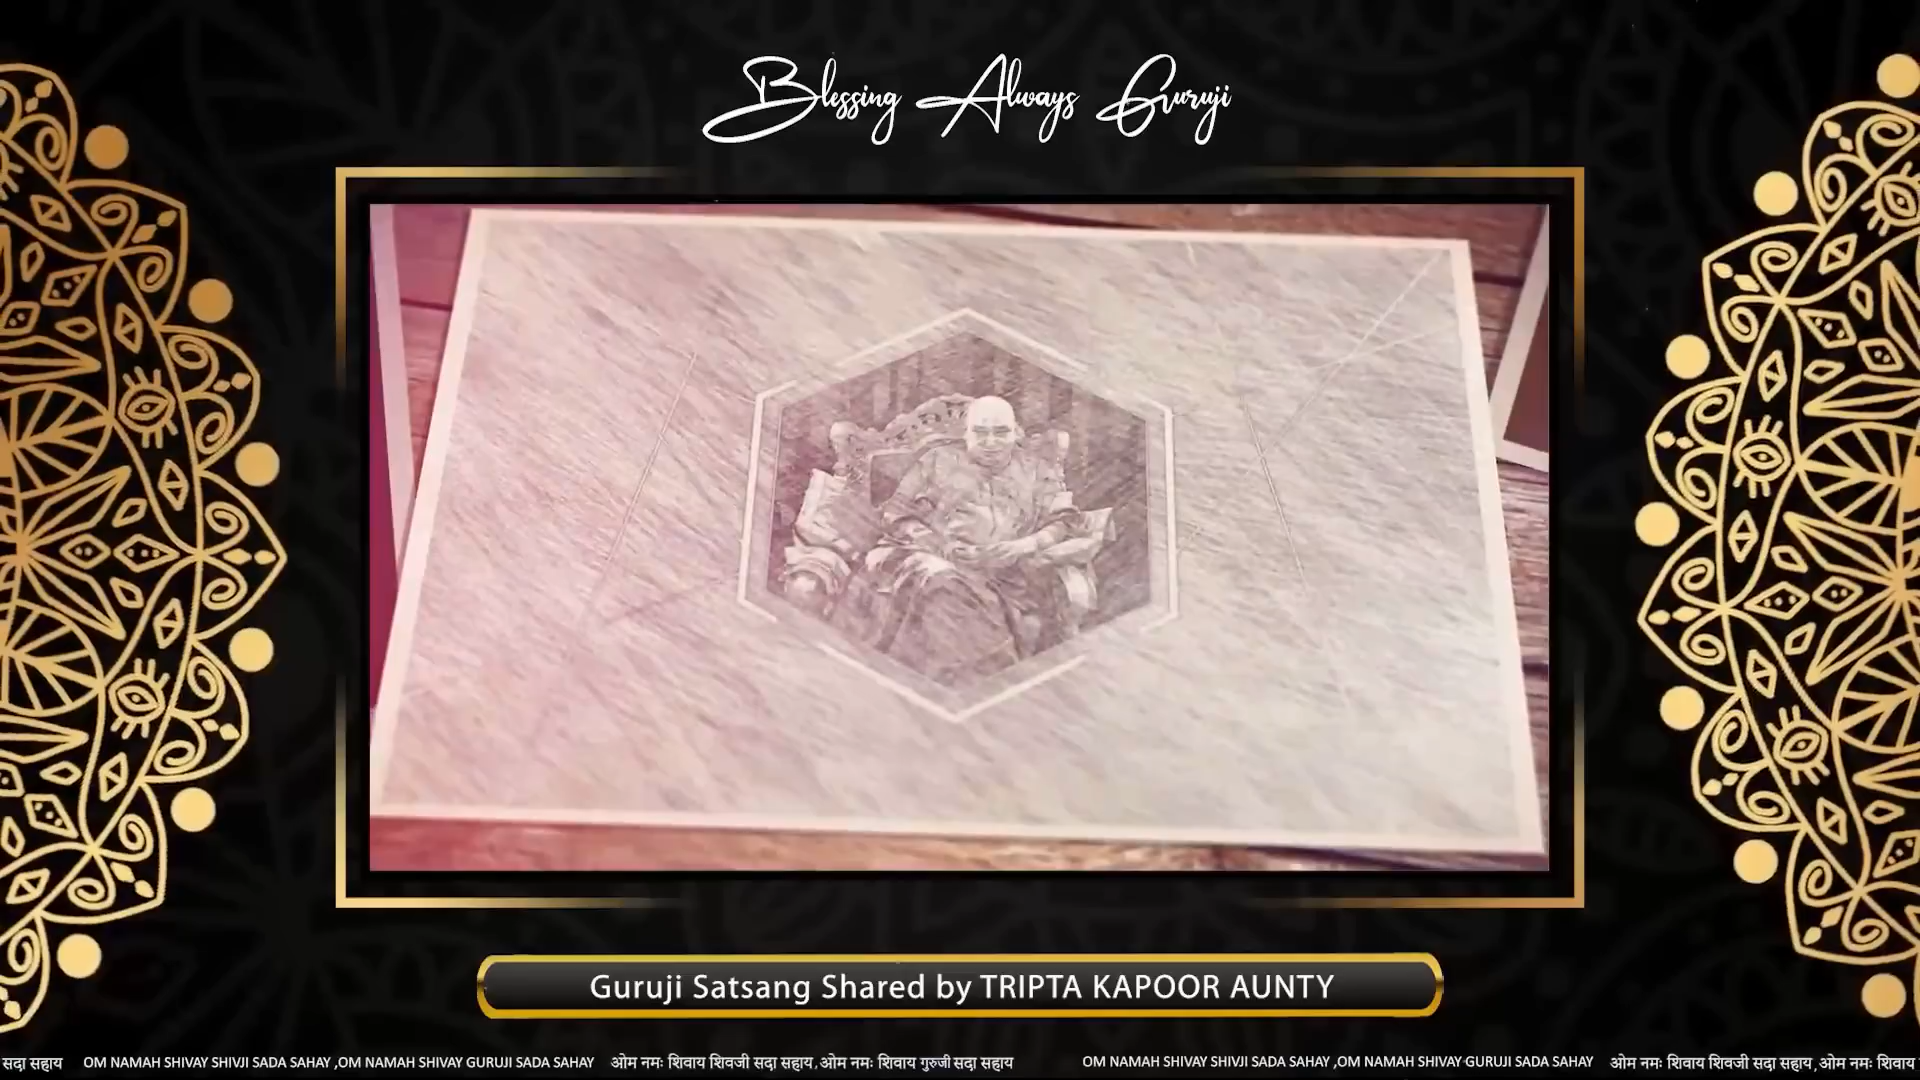 Blessing Always Guruji
Guruji Satsang Shared by TRIPTA KAPOOR AUNTY
सदा सहाय OM NAMAH SHIVAY SHIVJI SADA SAHAY ,OM NAMAH SHIVAY GURUJI SADA SAHAY ओम नमः शिवाय शिवजी सदा सहाय, ओम नमः शिवाय गुरुजी सदा सहाय OM NAMAH SHIVAY SHIVJI SADA SAHAY ,OM NAMAH SHIVAY GURUJI SADA SAHAY ओम नमः शिवाय शिवजी सदा सहाय, ओम नमः शिवाय